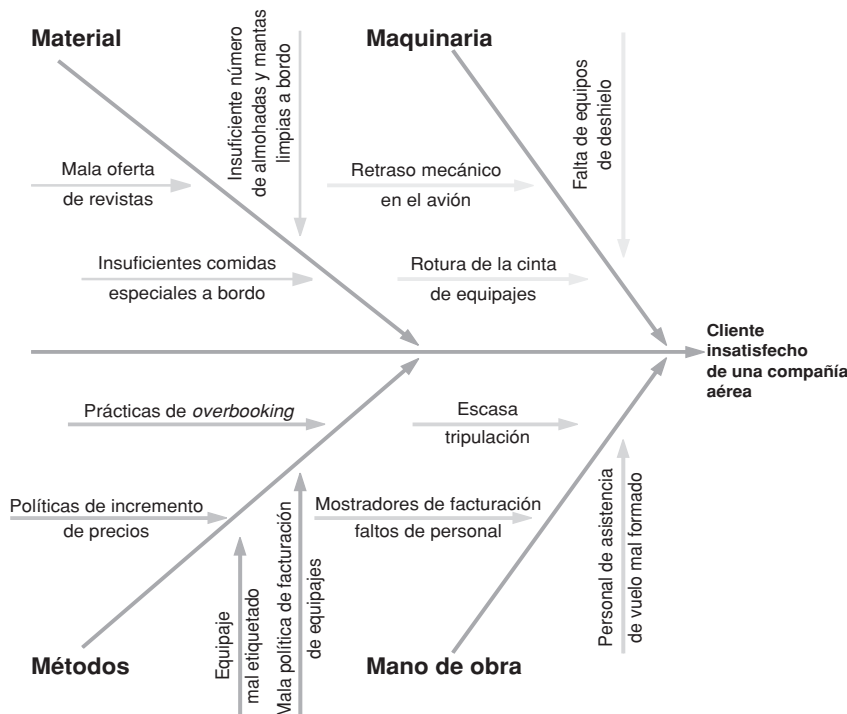 Material
Maquinaria
Insuficiente número
de almohadas y mantas
limpias a bordo
Falta de equipos
de deshielo
Mala oferta
de revistas
Retraso mecánico
en el avión
Insuficientes comidas
especiales a bordo
Rotura de la cinta
de equipajes
Cliente
insatisfecho
de una compañía
aérea
Prácticas de overbooking
Escasa
tripulación
Políticas de incremento
de precios
Mostradores de facturación
faltos de personal
Equipaje
mal etiquetado
Mala política de facturación
de equipajes
Personal de asistencia
de vuelo mal formado
Métodos
Mano de obra